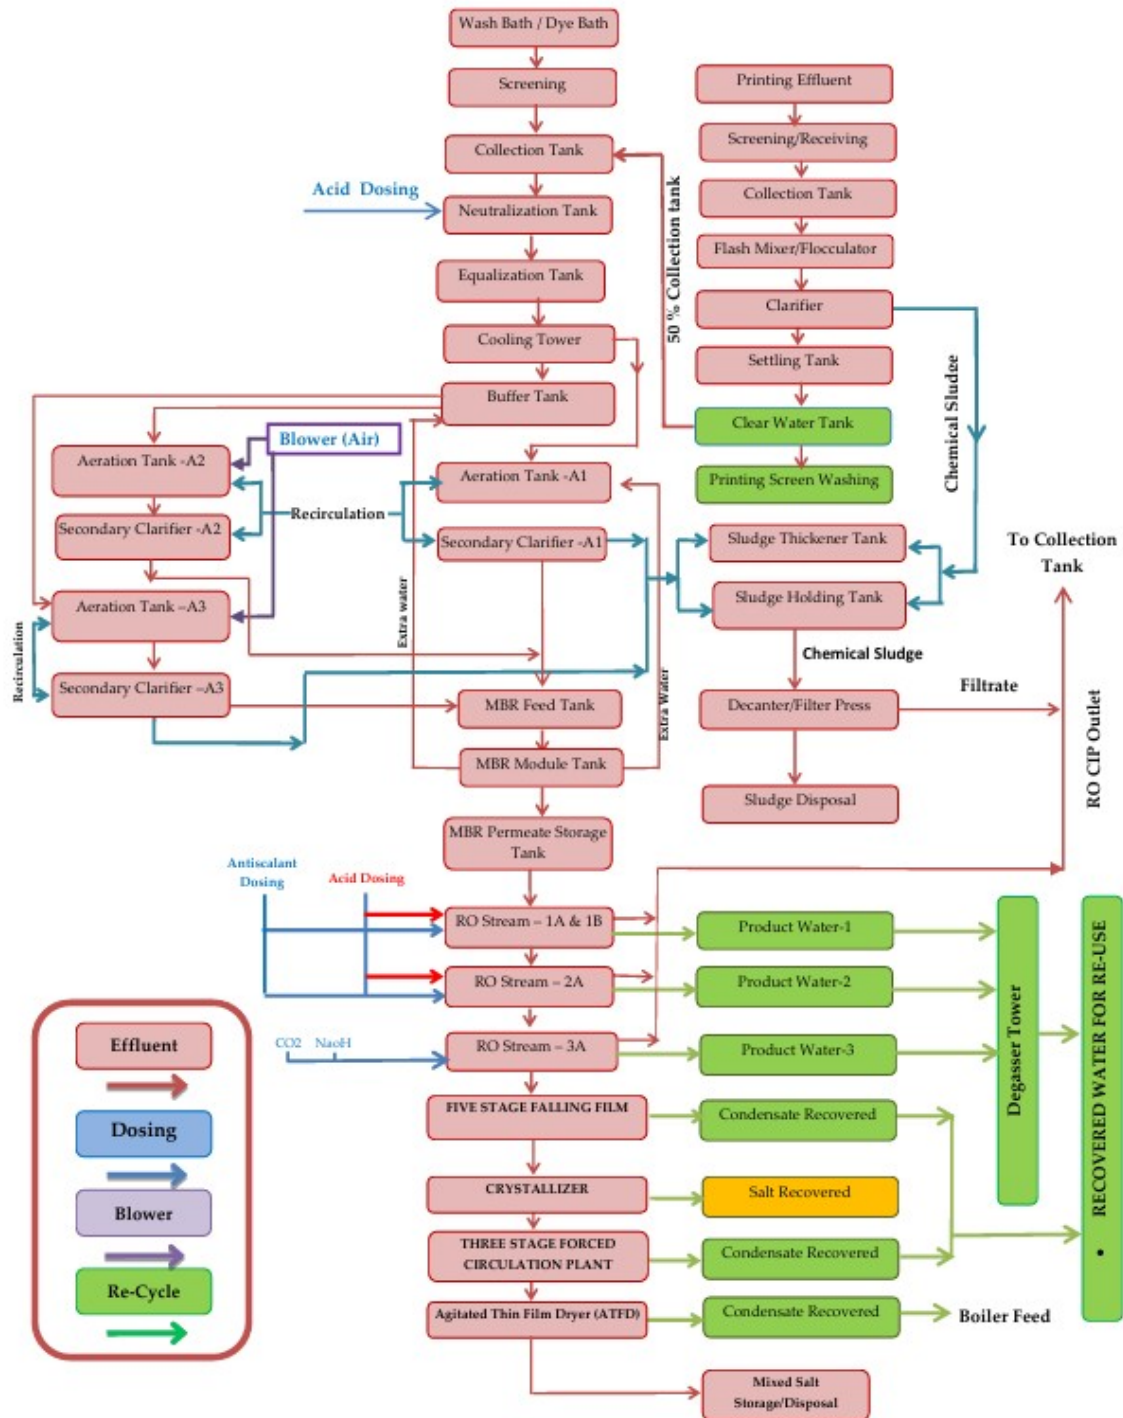 Wash Bath / Dye Bath
Screening
Collection Tank
Acid Dosing
Neutralization Tank
Equalization Tank
Cooling Tower
Buffer Tank
Printing Effluent
Screening/Receiving
Collection Tank
Flash Mixer/Flocculator
Clarifier
Settling Tank
Clear Water Tank
Printing Screen Washing
50 % Collection tank
Chemical Sludee
Blower (Air)
Aeration Tank -A2
Recirculation
Secondary Clarifier -A2
Aeration Tank -A1
Secondary Clarifier -A1
Sludge Thickener Tank
Sludge Holding Tank
To Collection
Tank
Aeration Tank –A3
Recirculation
Secondary Clarifier –A3
Extra water
Extra Water
Chemical Sludge
MBR Feed Tank
Decanter/Filter Press
Filtrate
RO CIP Outlet
MBR Module Tank
Sludge Disposal
MBR Permeate Storage
Tank
Antiscalant
Dosing
Acid Dosing
RO Stream – 1A & 1B
Product Water-1
RO Stream – 2A
Product Water-2
CO2 NaoH
RO Stream – 3A
Product Water-3
Degasser Tower
• RECOVERED WATER FOR RE-USE
FIVE STAGE FALLING FILM
Condensate Recovered
CRYSTALLIZER
Salt Recovered
THREE STAGE FORCED
CIRCULATION PLANT
Condensate Recovered
Agitated Thin Film Dryer (ATFD)
Condensate Recovered
Boiler Feed
Mixed Salt
Storage/Disposal
Effluent
Dosing
Blower
Re-Cycle